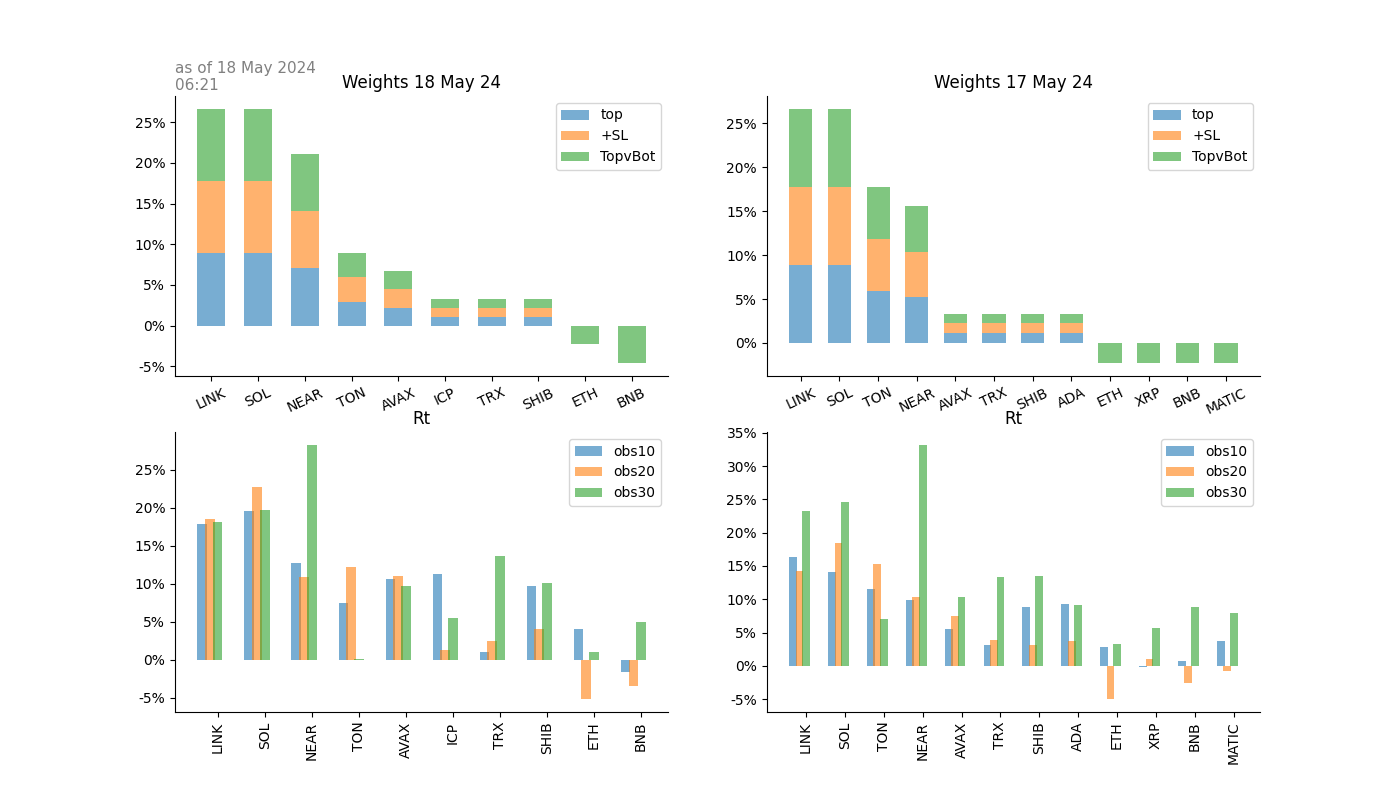 as of 18 May 2024
06:21
Weights 18 May 24
25%
20%
15%
10%
5%
0%
-5%
top
+SL
TopvBot
LINK SOL NEAR TON AVAX ICP TRX SHIB ETH BNB
Weights 17 May 24
25%
20%
15%
10%
5%
0%
top
+SL
TopvBot
LINK SOL TON NEAR AVAX TRX SHIB ADA ETH XRP BNB MATIC
Rt
25%
20%
15%
10%
5%
0%
-5%
obs10
obs20
obs30
LINK SOL NEAR TON AVAX ICP TRX SHIB ETH BNB
Rt
35%
30%
25%
20%
15%
10%
5%
0%
-5%
obs10
obs20
obs30
LINK SOL TON NEAR AVAX TRX SHIB ADA ETH XRP BNB MATIC